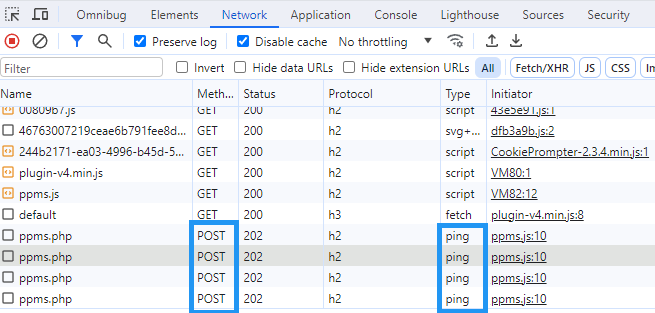 Omnibug Elements Network Application Console Lighthouse Sources Security
Preserve log Disable cache No throttling
Filter Invert Hide data URLs Hide extension URLs All Fetch/XHR JS CSS Im
Name Meth... Status Protocol Type Initiator
00809b7.js GET 200 h2 script 43e5e91.js:1
46763007219ceae6b791fee8d... GET 200 h2 svg+... dfb3a9b.js:2
244b2171-ea03-4996-b45d-5... GET 200 h2 script CookiePrompter-2.3.4.min.js:1
plugin-v4.min.js GET 200 h2 script VM80:1
ppms.js GET 200 h2 script VM82:12
default GET 200 h3 fetch plugin-v4.min.js:8
ppms.php POST 202 h2 ping ppms.js:10
ppms.php POST 202 h2 ping ppms.js:10
ppms.php POST 202 h2 ping ppms.js:10
ppms.php POST 202 h2 ping ppms.js:10